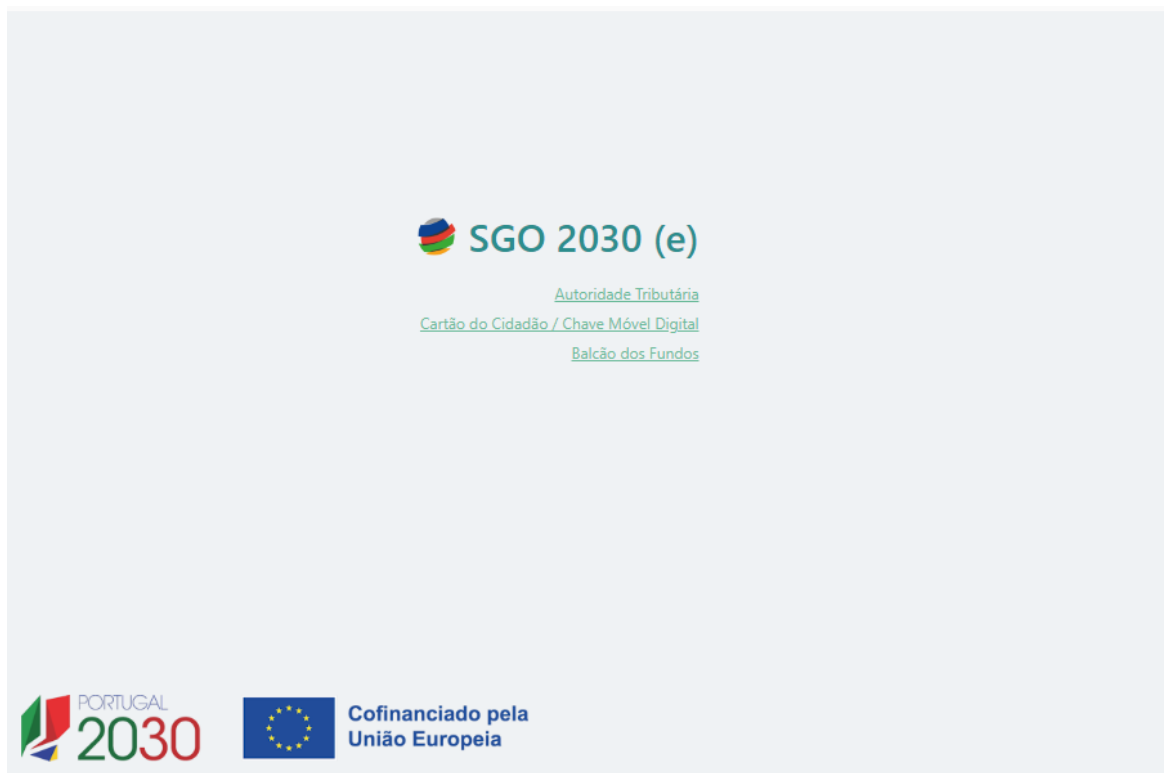 SGO 2030 (e)
Autoridade Tributária
Cartão do Cidadão / Chave Móvel Digital
Balcão dos Fundos
PORTUGAL
2030
Cofinanciado pela
União Europeia